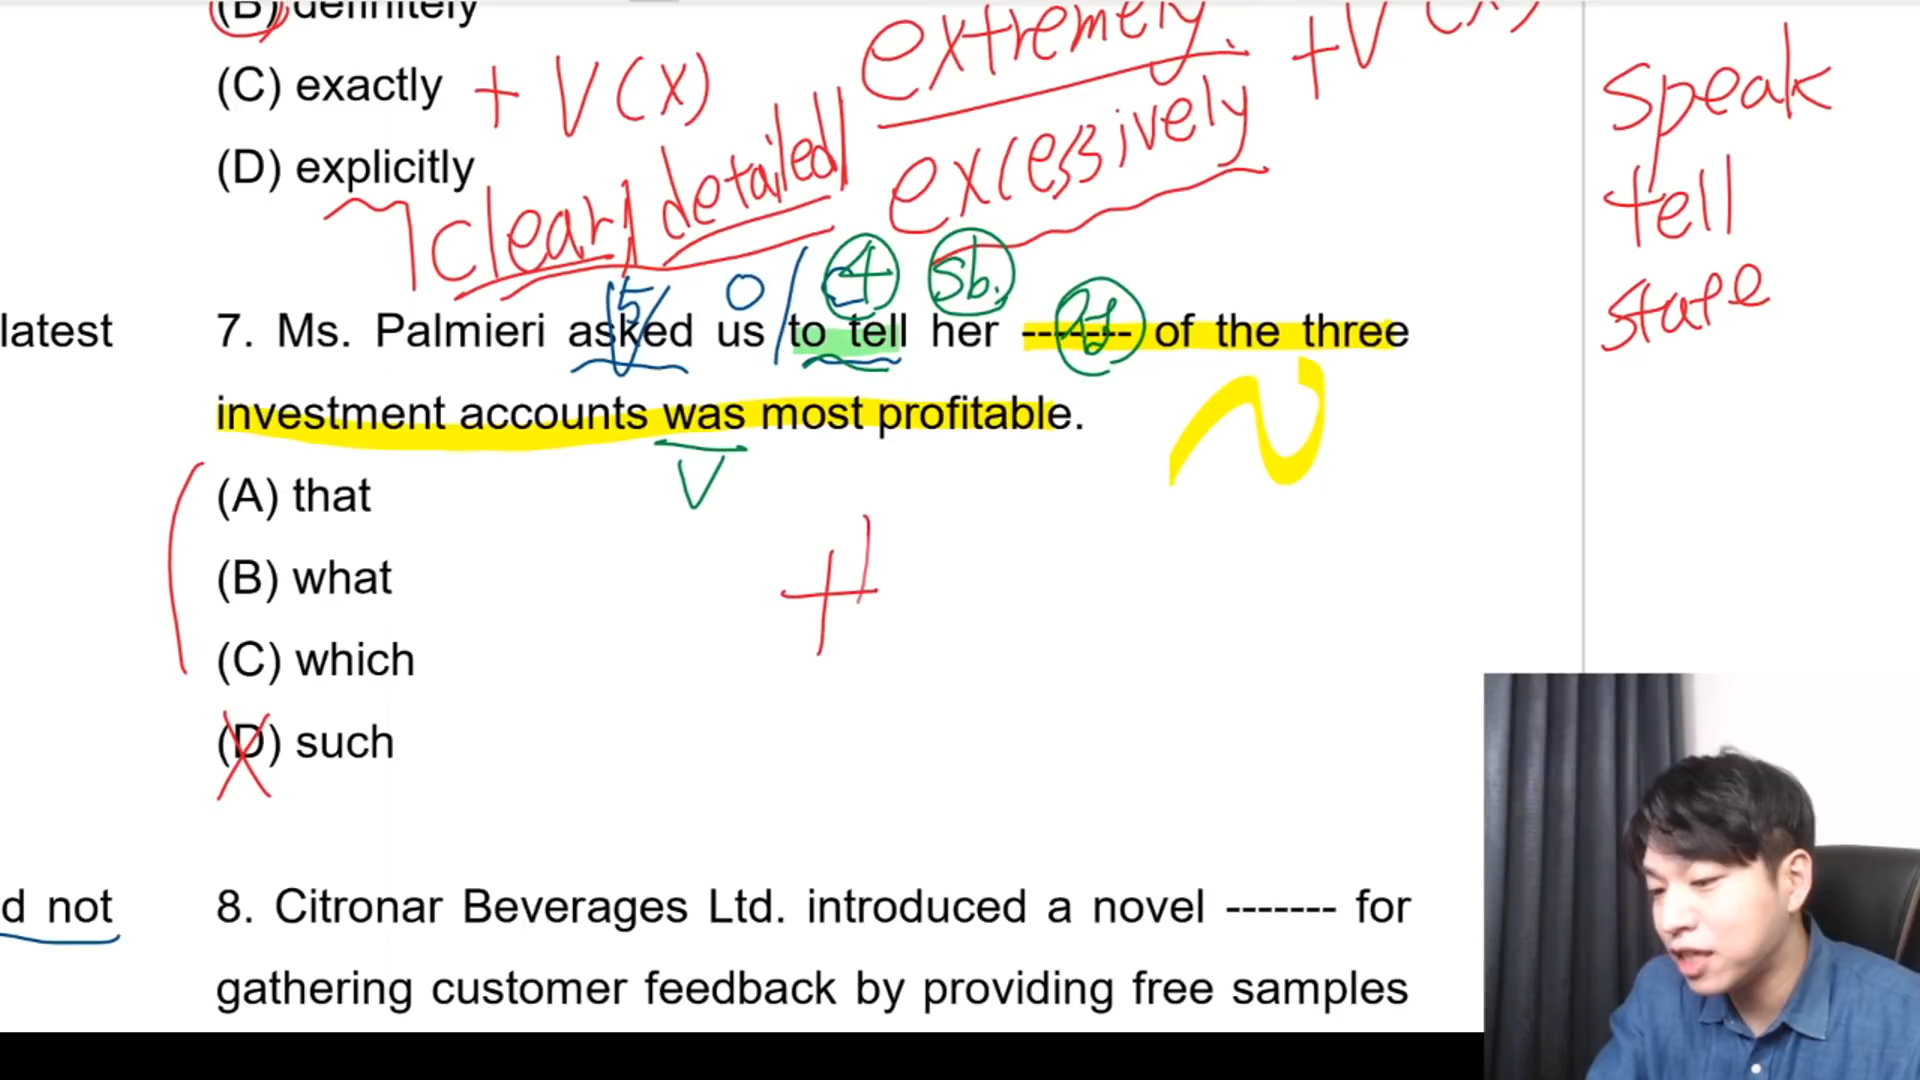 (B) definitely
(C) exactly + V (X)
extremely + V (X)
(D) explicitly
clear, detailed
excessively
speak
tell
state
5 O 4 Sb.
latest
7. Ms. Palmieri asked us to tell her ------- of the three
investment accounts was most profitable.
V
(A) that
(B) what
(C) which
(D) such
d not
8. Citronar Beverages Ltd. introduced a novel ------- for
gathering customer feedback by providing free samples